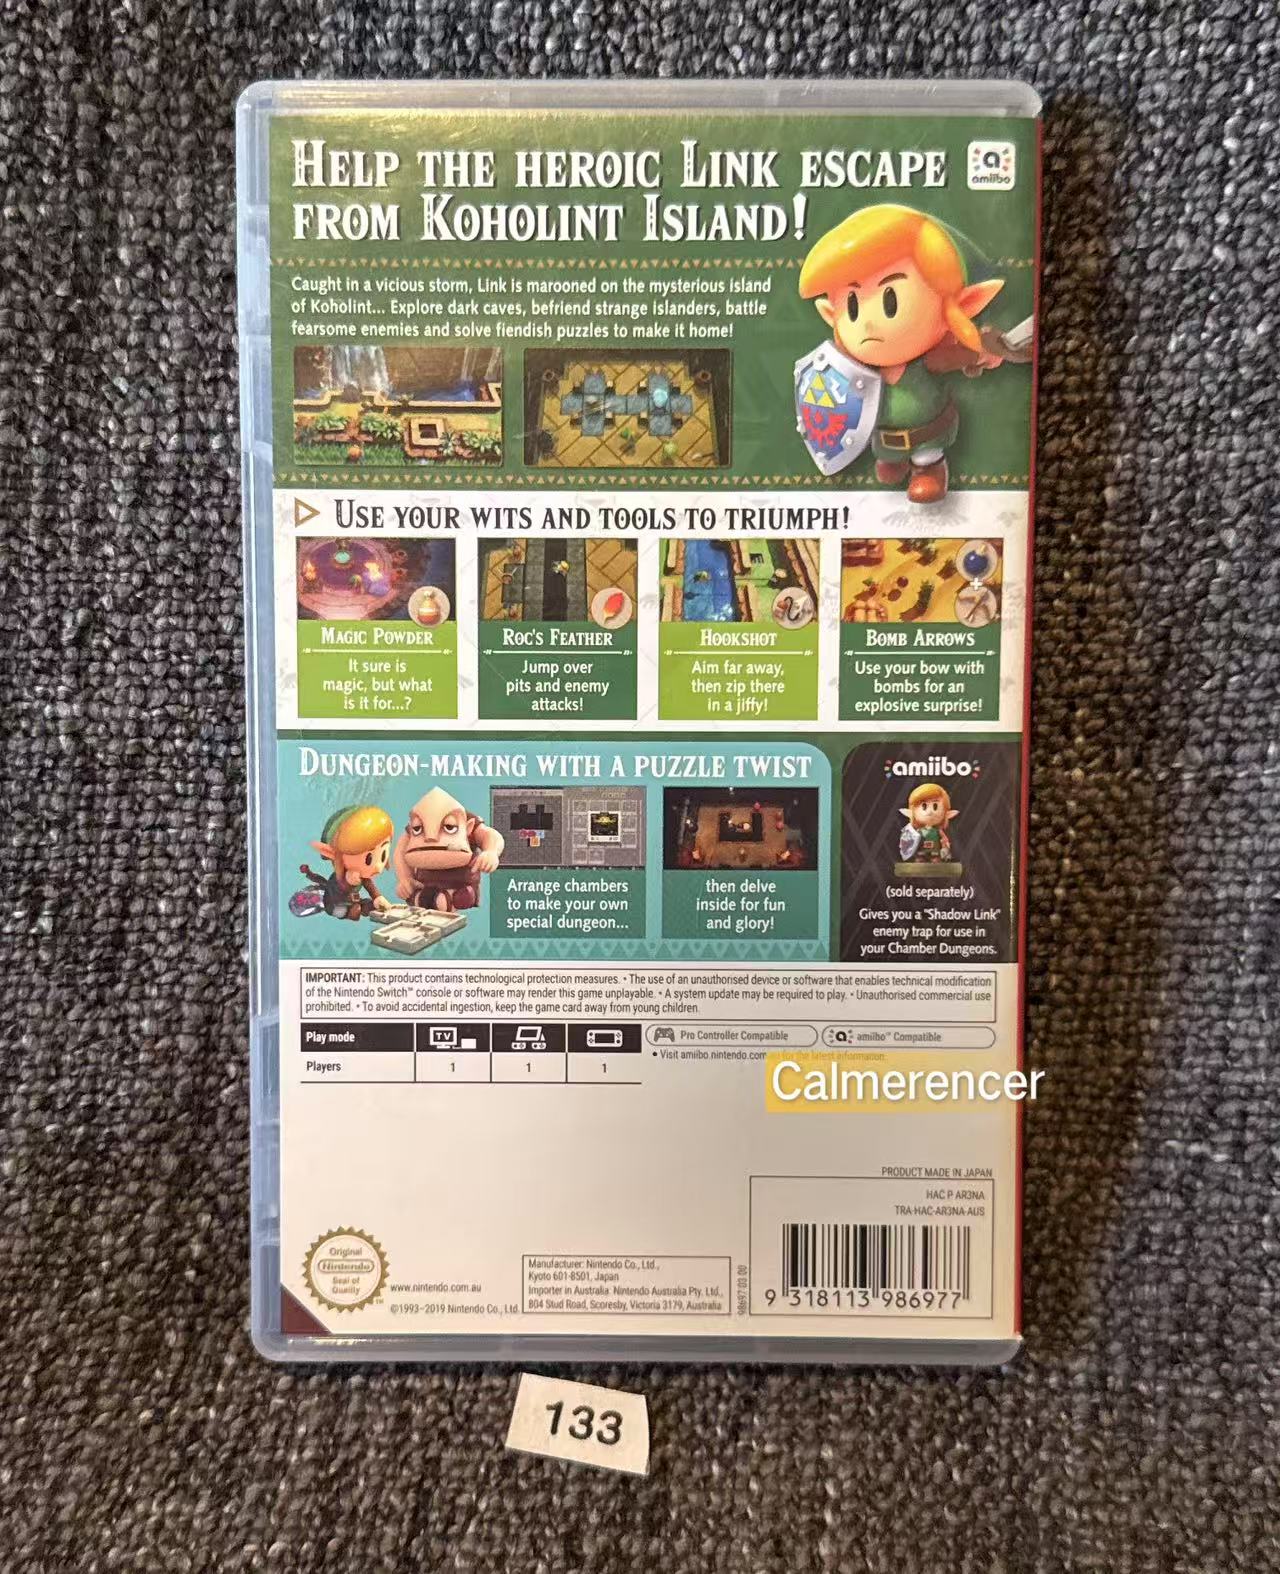 HELP THE HEROIC LINK ESCAPE
FROM KOHOLINT ISLAND!
amiibo
Caught in a vicious storm, Link is marooned on the mysterious island
of Koholint... Explore dark caves, befriend strange islanders, battle
fearsome enemies and solve fiendish puzzles to make it home!
USE YOUR WITS AND TOOLS TO TRIUMPH!
MAGIC POWDER
It sure is
magic, but what
is it for...?
ROC'S FEATHER
Jump over
pits and enemy
attacks!
HOOKSHOT
Aim far away,
then zip there
in a jiffy!
BOMB ARROWS
Use your bow with
bombs for an
explosive surprise!
DUNGEON-MAKING WITH A PUZZLE TWIST
Arrange chambers
to make your own
special dungeon...
then delve
inside for fun
and glory!
amiibo
(sold separately)
Gives you a "Shadow Link"
enemy trap for use in
your Chamber Dungeons.
IMPORTANT: This product contains technological protection measures. • The use of an unauthorised device or software that enables technical modification
of the Nintendo Switch™ console or software may render this game unplayable. • A system update may be required to play. • Unauthorised commercial use
prohibited. • To avoid accidental ingestion, keep the game card away from young children.
Play mode TV
Players 1 1 1
Pro Controller Compatible
amiibo™ Compatible
• Visit amiibo.nintendo.com.au for the latest information.
Calmerencer
PRODUCT MADE IN JAPAN
HAC P AR3NA
TRA-HAC-AR3NA-AUS
9 318113 986977
98697 03 00
Original
Nintendo
Seal of
Quality
TM
www.nintendo.com.au
©1993-2019 Nintendo Co., Ltd.
Manufacturer: Nintendo Co., Ltd.,
Kyoto 601-8501, Japan
Importer in Australia: Nintendo Australia Pty. Ltd.,
804 Stud Road, Scoresby, Victoria 3179, Australia
133